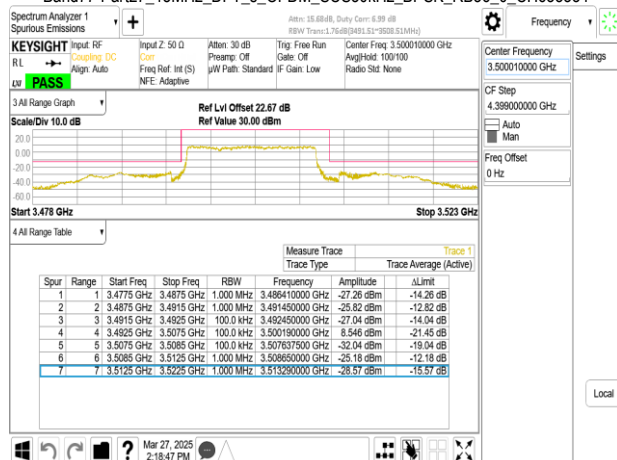 Spectrum Analyzer 1
Spurious Emissions
+
Attn: 15.68dB, Duty Corr: 6.99 dB
RBW Trans:1.76dB(3491.51~3508.51MHz)
Frequency
KEYSIGHT
RL
LXI PASS
Input: RF
Coupling: DC
Align: Auto
Input Z: 50 Ω
Corr
Freq Ref: Int (S)
NFE: Adaptive
Atten: 30 dB
Preamp: Off
µW Path: Standard
Trig: Free Run
Gate: Off
IF Gain: Low
Center Freq: 3.500010000 GHz
Avg|Hold: 100/100
Radio Std: None
Center Frequency
3.500010000 GHz
Settings
CF Step
4.399000000 GHz
Auto
Man
Freq Offset
0 Hz
3 All Range Graph
Scale/Div 10.0 dB
Ref Lvl Offset 22.67 dB
Ref Value 30.00 dBm
20.0
0.00
-20.0
-40.0
-60.0
Start 3.478 GHz
Stop 3.523 GHz
4 All Range Table
Measure Trace Trace 1
Trace Type Trace Average (Active)
Spur Range Start Freq Stop Freq RBW Frequency Amplitude ΔLimit
1 1 3.4775 GHz 3.4875 GHz 1.000 MHz 3.486410000 GHz -27.26 dBm -14.26 dB
2 2 3.4875 GHz 3.4915 GHz 1.000 MHz 3.491450000 GHz -25.82 dBm -12.82 dB
3 3 3.4915 GHz 3.4925 GHz 100.0 kHz 3.492450000 GHz -27.04 dBm -14.04 dB
4 4 3.4925 GHz 3.5075 GHz 100.0 kHz 3.500190000 GHz 8.546 dBm -21.45 dB
5 5 3.5075 GHz 3.5085 GHz 100.0 kHz 3.507637500 GHz -32.04 dBm -19.04 dB
6 6 3.5085 GHz 3.5125 GHz 1.000 MHz 3.508650000 GHz -25.18 dBm -12.18 dB
7 7 3.5125 GHz 3.5225 GHz 1.000 MHz 3.513290000 GHz -28.57 dBm -15.57 dB
Local
?
Mar 27, 2025
2:18:47 PM